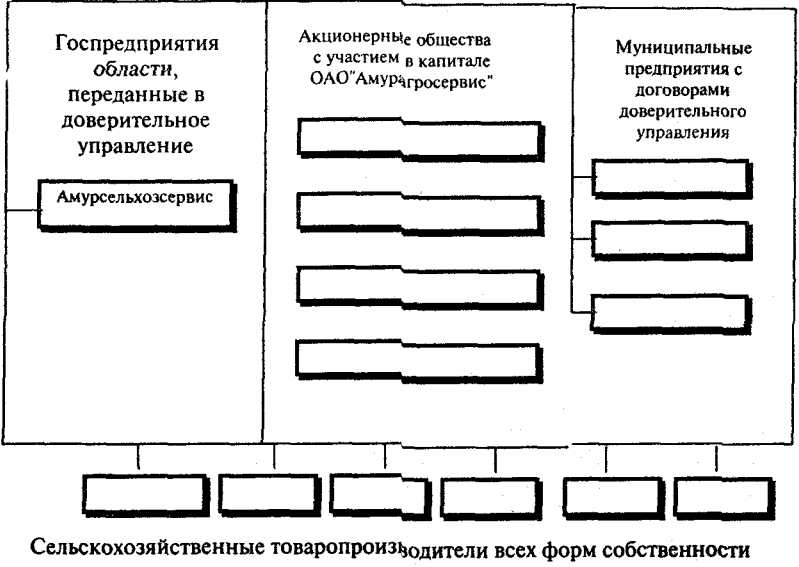 Госпредприятия
области,
переданные в
доверительное
управление
Амурсельхозсервис
Акционерные общества
с участием в капитале
ОАО"Амурагросервис"
Муниципальные
предприятия с
договорами
доверительного
управления
Сельскохозяйственные товаропроизводители всех форм собственности